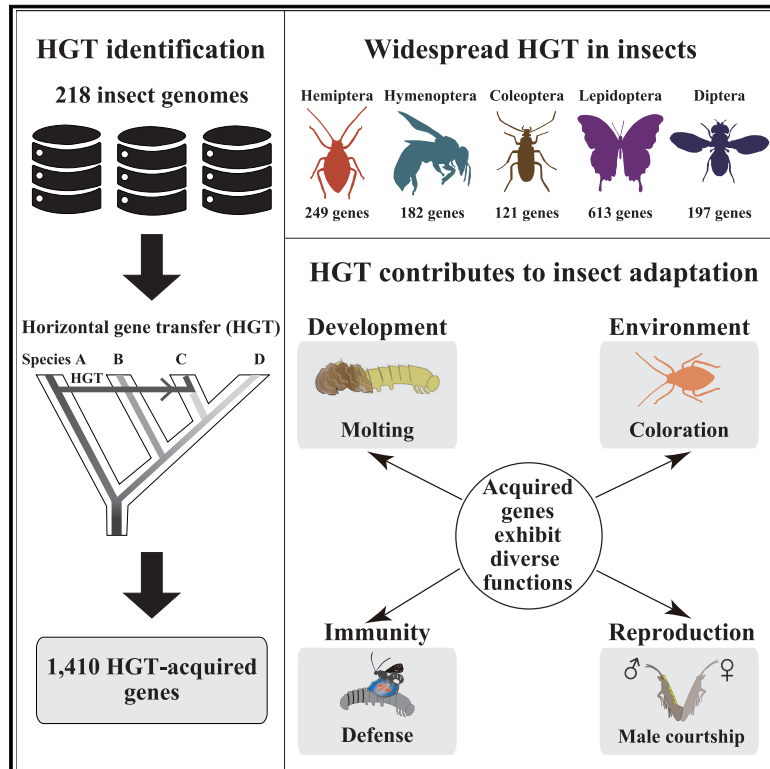 HGT identification
218 insect genomes
Horizontal gene transfer (HGT)
Species A B C D
HGT
1,410 HGT-acquired
genes
Widespread HGT in insects
Hemiptera Hymenoptera Coleoptera Lepidoptera Diptera
249 genes 182 genes 121 genes 613 genes 197 genes
HGT contributes to insect adaptation
Development Environment
Molting Coloration
Acquired
genes
exhibit
diverse
functions
Immunity Reproduction
♂ ♀
Defense Male courtship